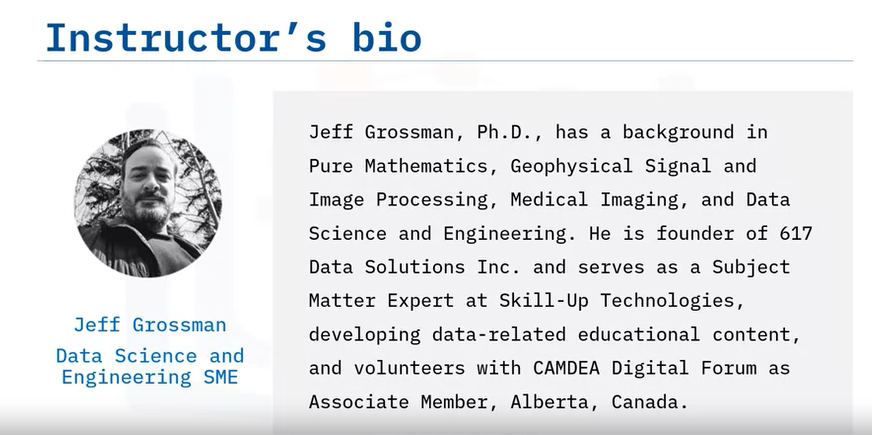 Instructor’s bio
Jeff Grossman, Ph.D., has a background in
Pure Mathematics, Geophysical Signal and
Image Processing, Medical Imaging, and Data
Science and Engineering. He is founder of 617
Data Solutions Inc. and serves as a Subject
Matter Expert at Skill-Up Technologies,
developing data-related educational content,
and volunteers with CAMDEA Digital Forum as
Associate Member, Alberta, Canada.
Jeff Grossman
Data Science and
Engineering SME